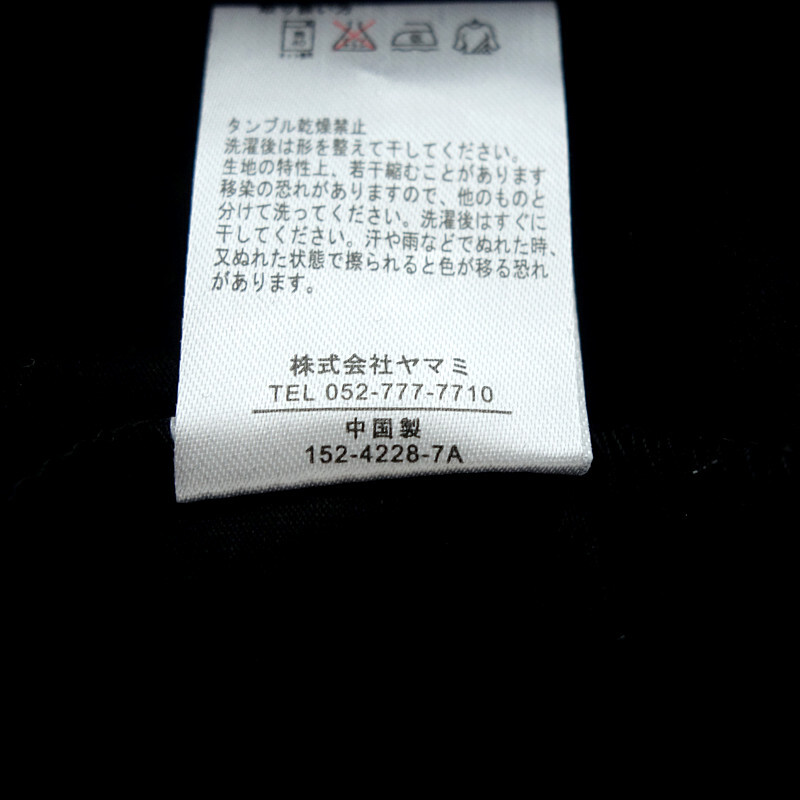 タンブル乾燥禁止
洗濯後は形を整えて干してください。
生地の特性上、若干縮むことがあります
移染の恐れがありますので、他のものと
分けて洗ってください。洗濯後はすぐに
干してください。汗や雨などでぬれた時、
又ぬれた状態で擦られると色が移る恐れ
があります。
株式会社ヤマミ
TEL 052-777-7710
中国製
152-4228-7A